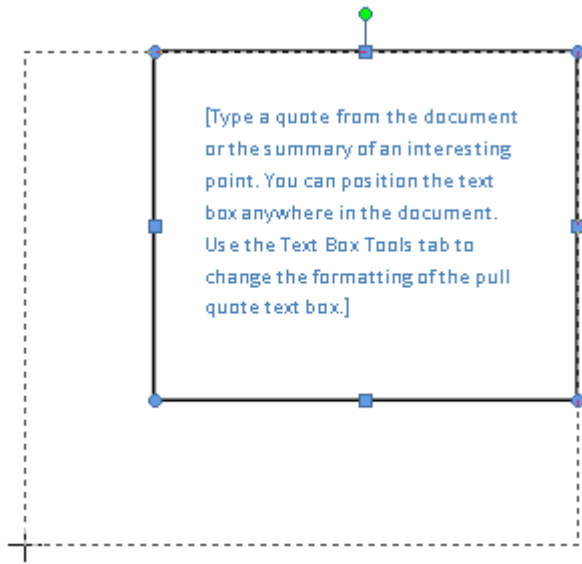 [Type a quote from the document
or the summary of an interesting
point. You can position the text
box anywhere in the document.
Use the Text Box Tools tab to
change the formatting of the pull
quote text box.]